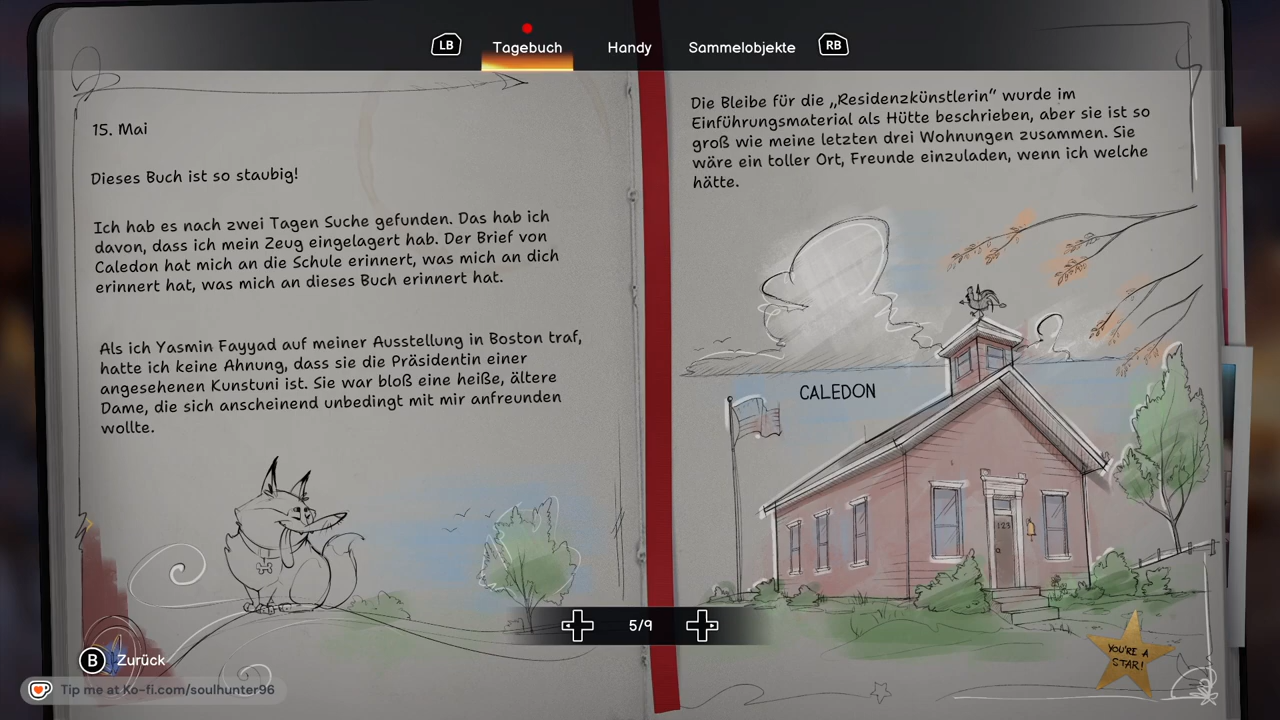 LB
Tagebuch
Handy
Sammelobjekte
RB
15. Mai
Dieses Buch ist so staubig!
Ich hab es nach zwei Tagen Suche gefunden. Das hab ich
davon, dass ich mein Zeug eingelagert hab. Der Brief von
Caledon hat mich an die Schule erinnert, was mich an dich
erinnert hat, was mich an dieses Buch erinnert hat.
Als ich Yasmin Fayyad auf meiner Ausstellung in Boston traf,
hatte ich keine Ahnung, dass sie die Präsidentin einer
angesehenen Kunstuni ist. Sie war bloß eine heiße, ältere
Dame, die sich anscheinend unbedingt mit mir anfreunden
wollte.
Die Bleibe für die „Residenzkünstlerin“ wurde im
Einführungsmaterial als Hütte beschrieben, aber sie ist so
groß wie meine letzten drei Wohnungen zusammen. Sie
wäre ein toller Ort, Freunde einzuladen, wenn ich welche
hätte.
CALEDON
123
YOU'RE A
STAR!
5/9
B Zurück
Tip me at Ko-fi.com/soulhunter96